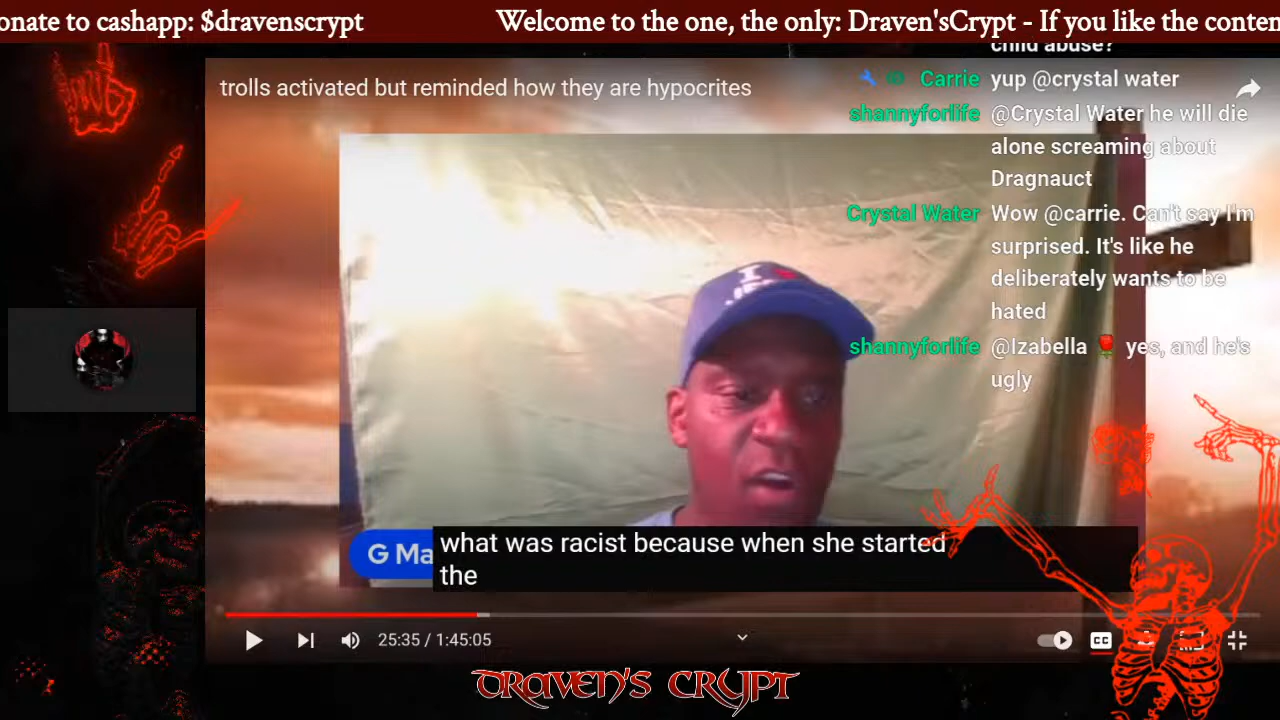 onate to cashapp: $dravenscrypt
Welcome to the one, the only: Draven'sCrypt - If you like the conten
child abuse?
trolls activated but reminded how they are hypocrites
Carrie yup @crystal water
shannyforlife @Crystal Water he will die
alone screaming about
Dragnauct
Crystal Water Wow @carrie. Can't say I'm
surprised. It's like he
deliberately wants to be
hated
shannyforlife @Izabella 🌹 yes, and he's
ugly
I
G Ma
what was racist because when she started
the
25:35 / 1:45:05
CC
DRAVEN'S CRYPT